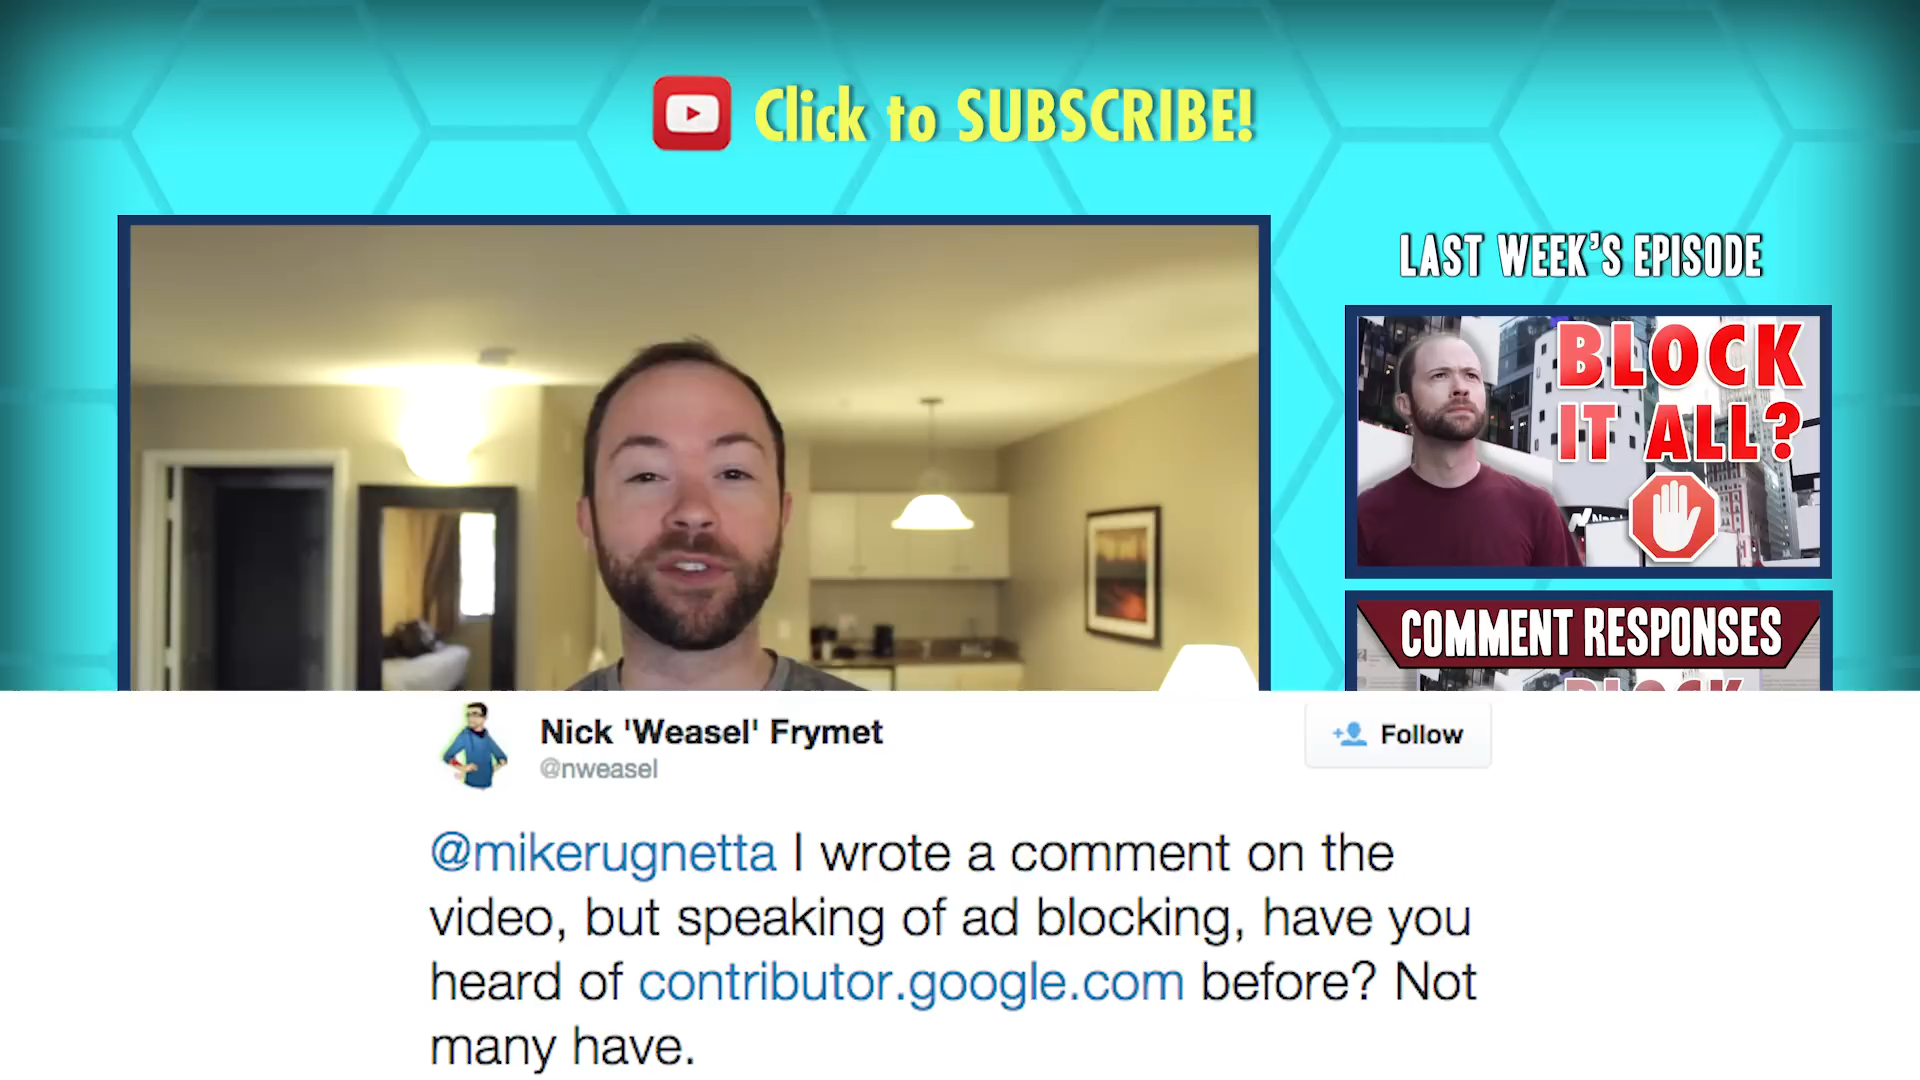 Click to SUBSCRIBE!
LAST WEEK'S EPISODE
BLOCK
IT ALL?
COMMENT RESPONSES
BLOCK
Nick 'Weasel' Frymet
@nweasel
Follow
@mikerugnetta I wrote a comment on the
video, but speaking of ad blocking, have you
heard of contributor.google.com before? Not
many have.